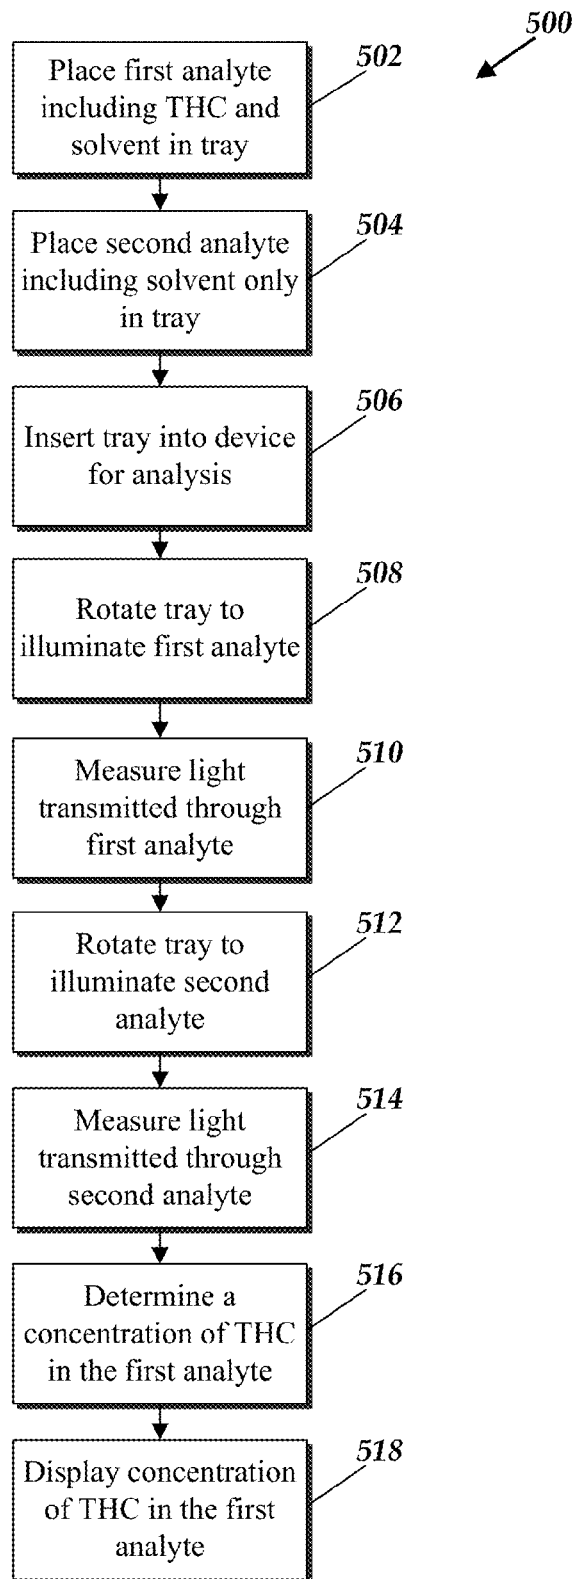 500
502
Place first analyte
including THC and
solvent in tray
504
Place second analyte
including solvent only
in tray
506
Insert tray into device
for analysis
508
Rotate tray to
illuminate first analyte
510
Measure light
transmitted through
first analyte
512
Rotate tray to
illuminate second
analyte
514
Measure light
transmitted through
second analyte
516
Determine a
concentration of THC
in the first analyte
518
Display concentration
of THC in the first
analyte